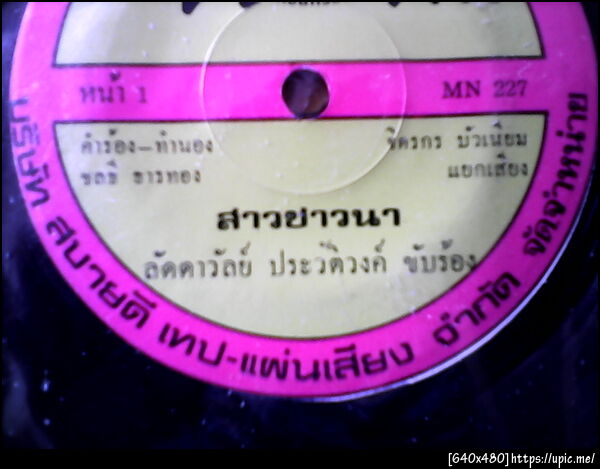 หน้า 1
MN 227
คำร้อง-ทำนอง
ชลธี ธารทอง
จิตรกร บัวเนียม
แยกเสียง
สาวชาวนา
ลัดดาวัลย์ ประวัติวงค์ ขับร้อง
บริษัท สบายดี เทป-แผ่นเสียง จำกัด จัดจำหน่าย
[640x480]https://upic.me/